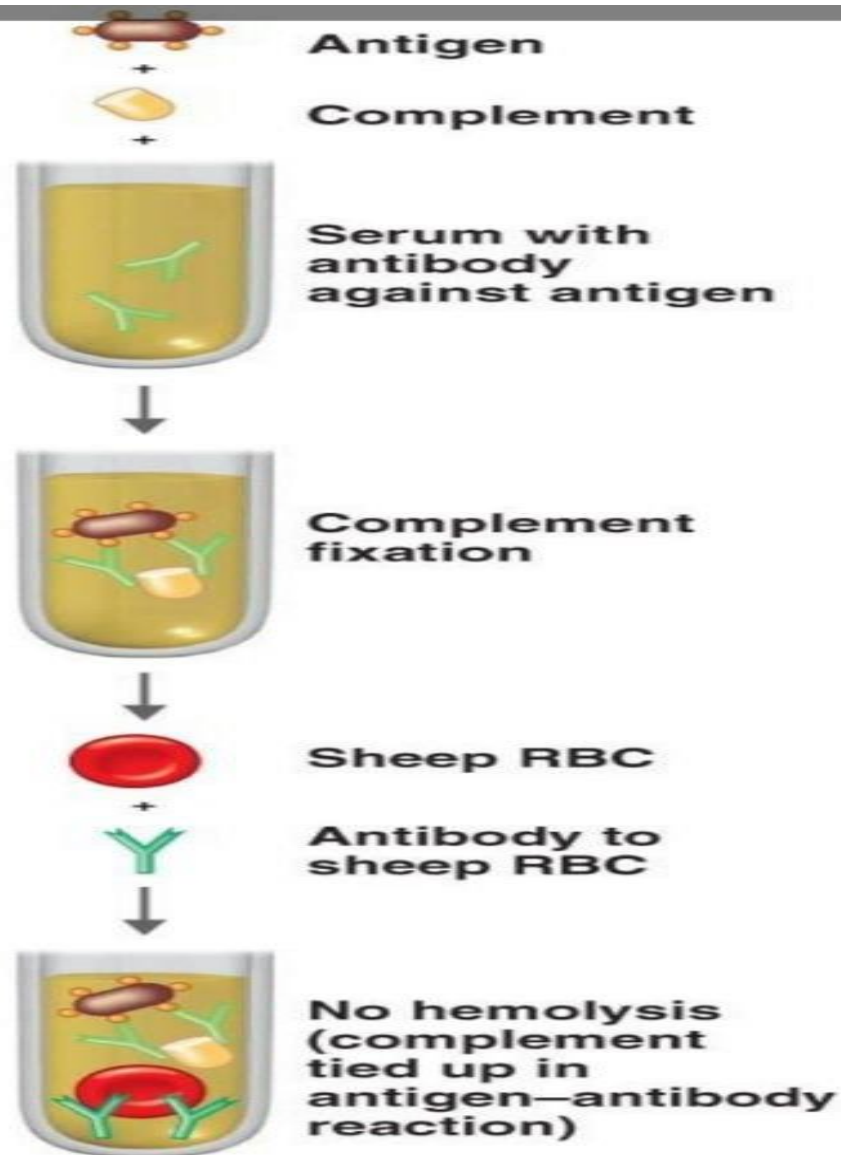 Antigen
+
Complement
+
Serum with
antibody
against antigen
Complement
fixation
Sheep RBC
+
Antibody to
sheep RBC
No hemolysis
(complement
tied up in
antigen–antibody
reaction)